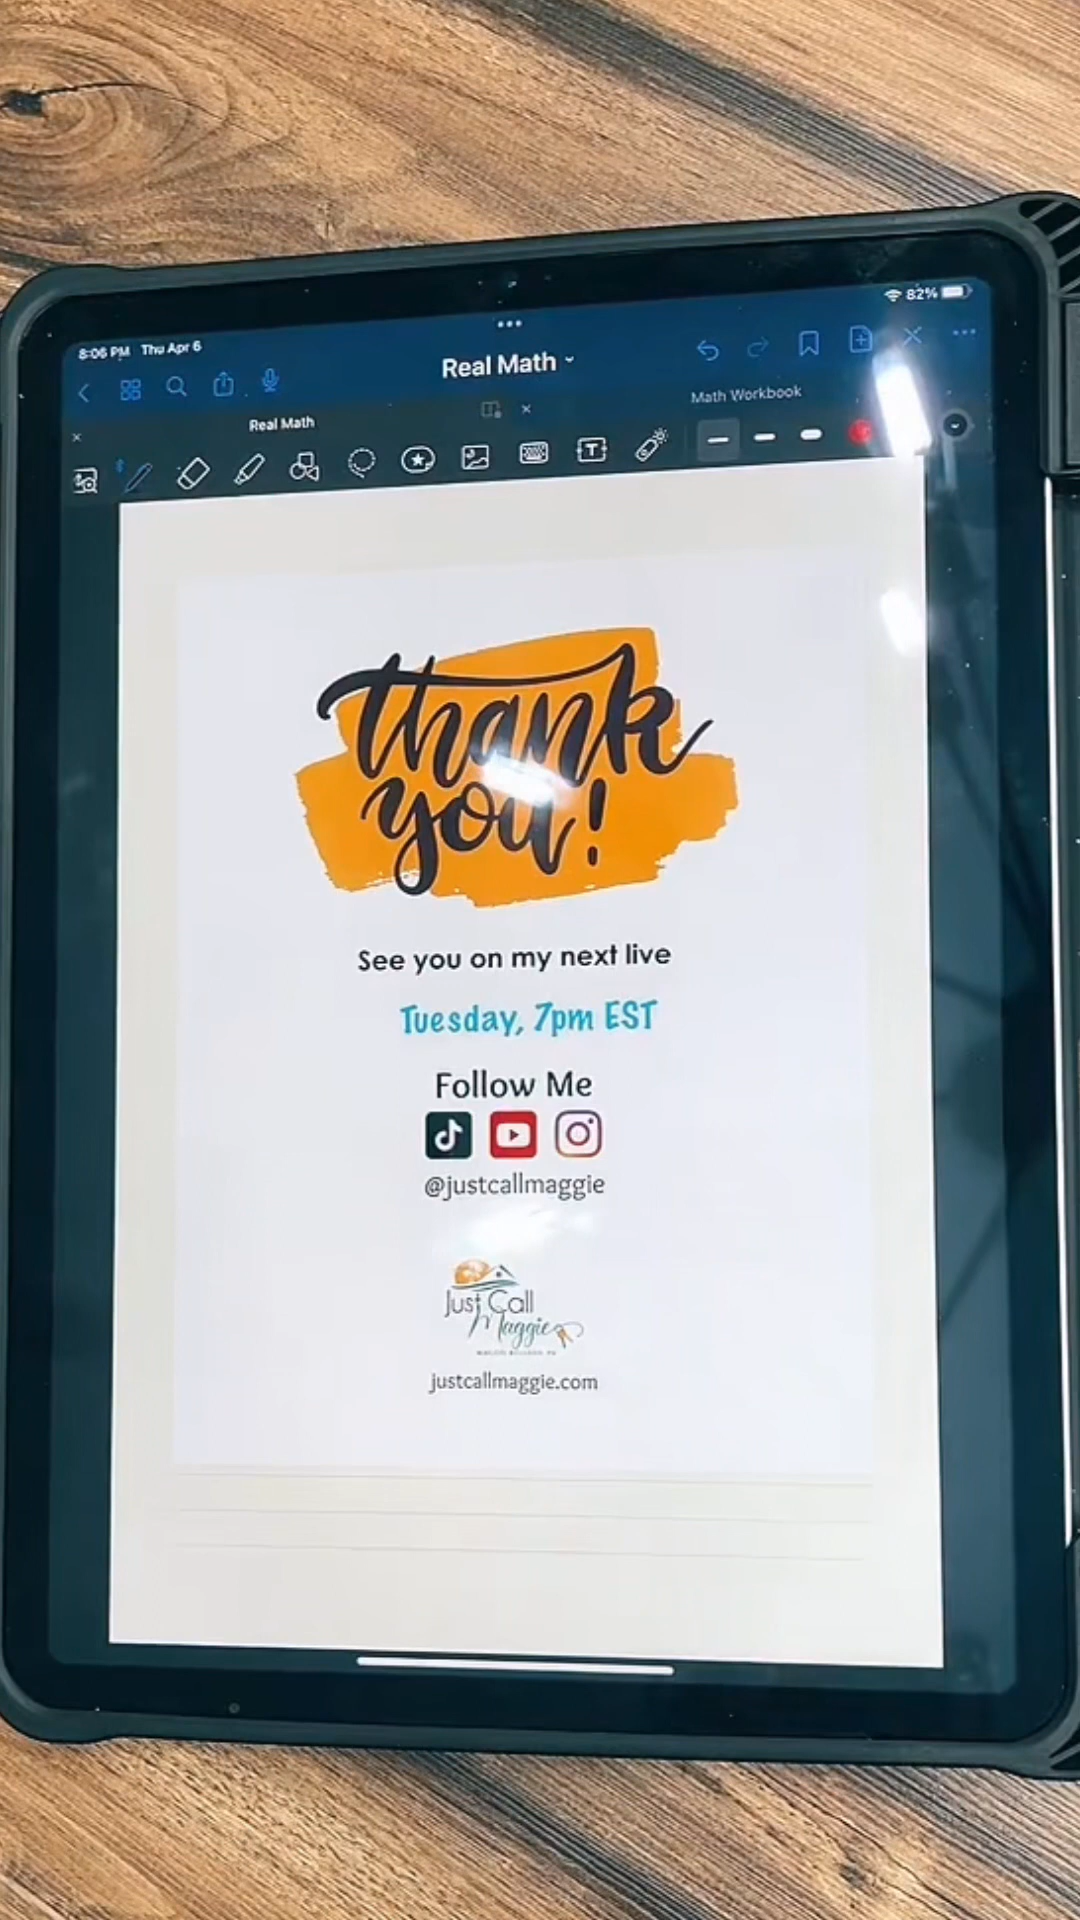 8:06 PM Thu Apr 6
82%
Real Math
Real Math
Math Workbook
T
thank
you!
See you on my next live
Tuesday, 7pm EST
Follow Me
@justcallmaggie
Just Call
Maggie
justcallmaggie.com